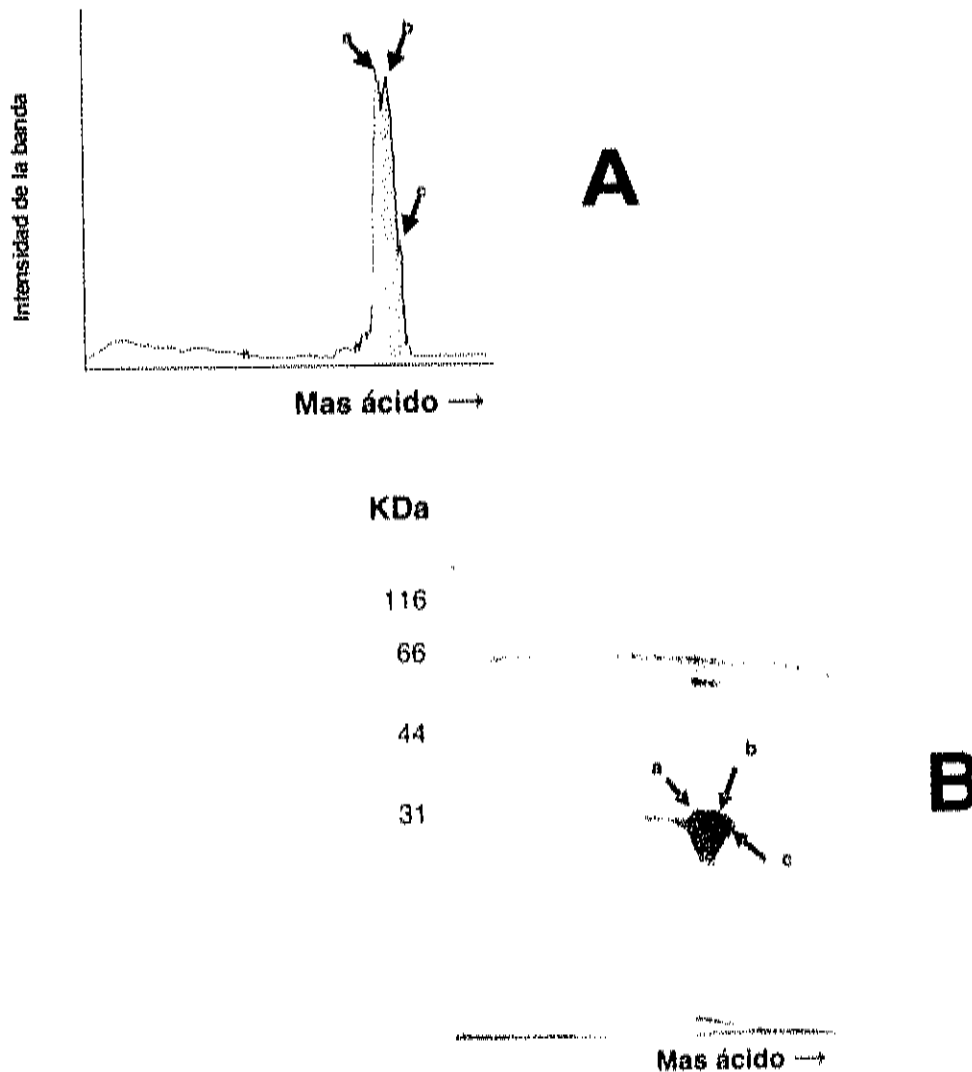 a
b
c
Intensidad de la banda
A
Mas ácido →
KDa
116
66
44
31
a
b
c
B
Mas ácido →